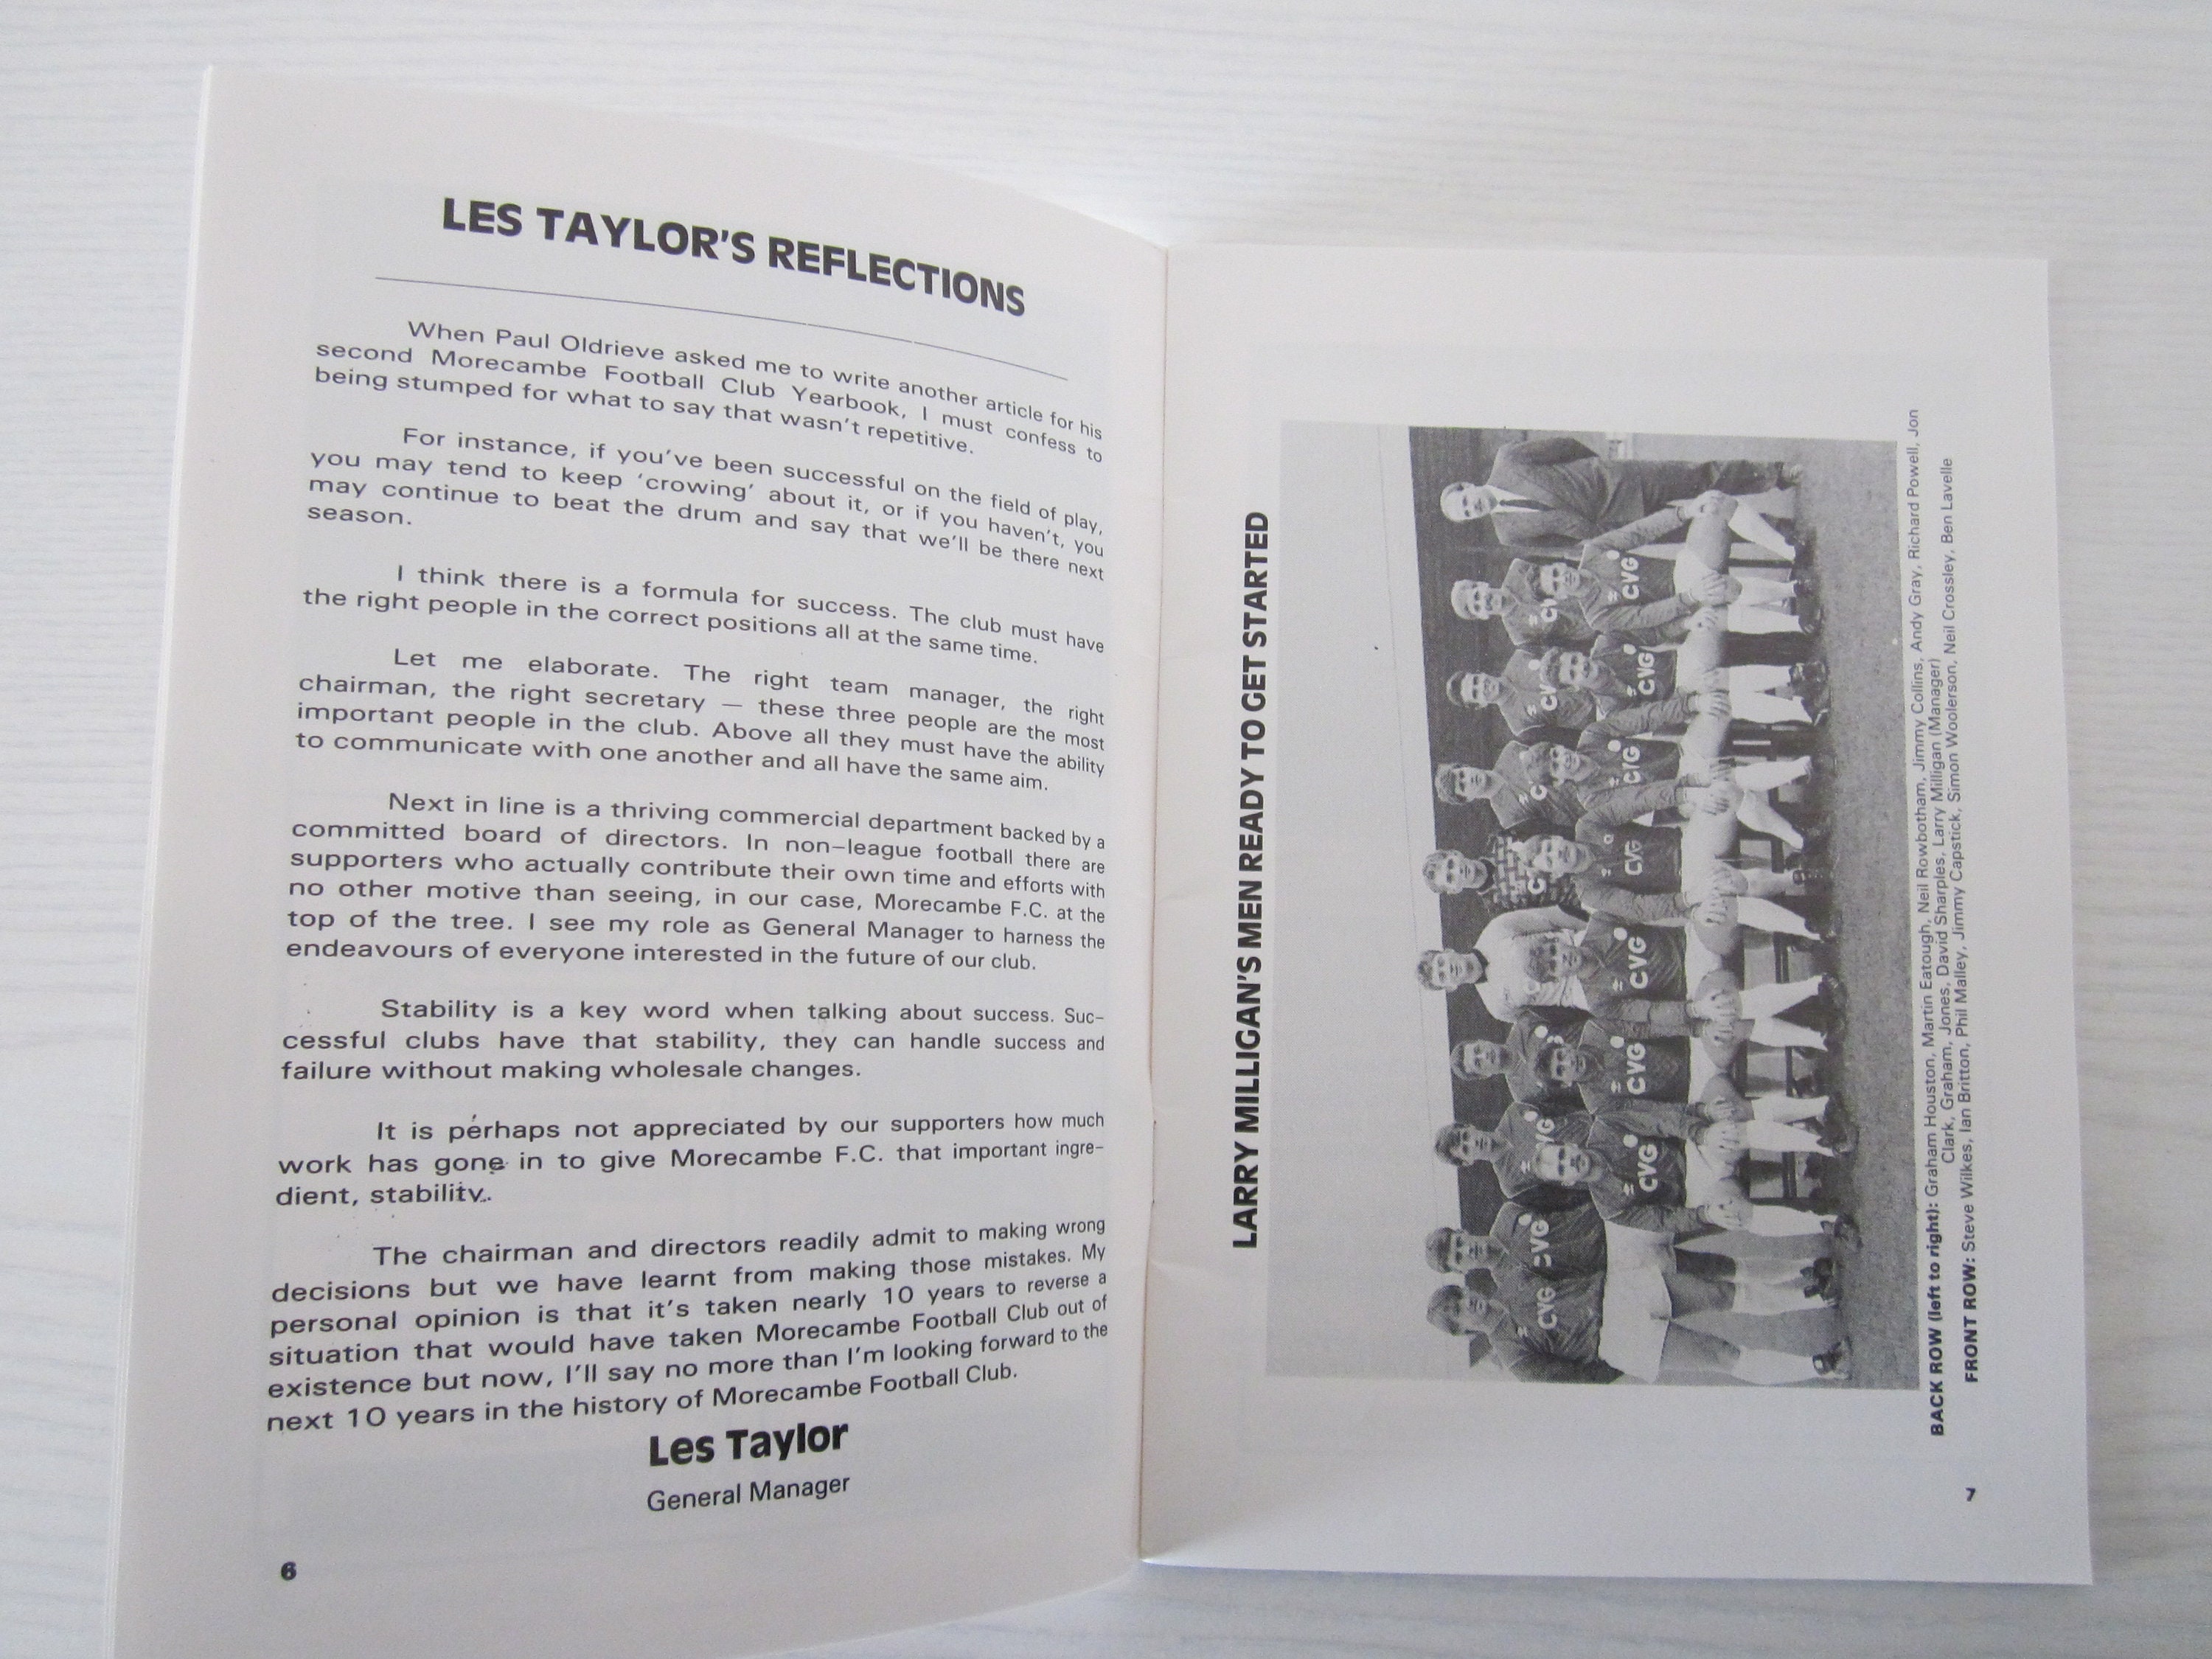 LES TAYLOR'S REFLECTIONS
When Paul Oldrieve asked me to write another article for his
second Morecambe Football Club Yearbook, I must confess to
being stumped for what to say that wasn't repetitive.
For instance, if you've been successful on the field of play,
you may tend to keep 'crowing' about it, or if you haven't, you
may continue to beat the drum and say that we'll be there next
season.
I think there is a formula for success. The club must have
the right people in the correct positions all at the same time.
Let me elaborate. The right team manager, the right
chairman, the right secretary — these three people are the most
important people in the club. Above all they must have the ability
to communicate with one another and all have the same aim.
Next in line is a thriving commercial department backed by a
committed board of directors. In non-league football there are
supporters who actually contribute their own time and efforts with
no other motive than seeing, in our case, Morecambe F.C. at the
top of the tree. I see my role as General Manager to harness the
endeavours of everyone interested in the future of our club.
Stability is a key word when talking about success. Suc-
cessful clubs have that stability, they can handle success and
failure without making wholesale changes.
It is perhaps not appreciated by our supporters how much
work has gone in to give Morecambe F.C. that important ingre-
dient, stability.
The chairman and directors readily admit to making wrong
decisions but we have learnt from making those mistakes. My
personal opinion is that it's taken nearly 10 years to reverse a
situation that would have taken Morecambe Football Club out of
existence but now, I'll say no more than I'm looking forward to the
next 10 years in the history of Morecambe Football Club.
Les Taylor
General Manager
6
LARRY MILLIGAN'S MEN READY TO GET STARTED
CVG
CVG
CVG
CVG
CVG
CVG
CVG
CVG
CVG
BACK ROW (left to right): Graham Houston, Martin Eatough, Neil Rowbotham, Jimmy Collins, Andy Gray, Richard Powell, Jon
Clark, Graham, Jones, David Sharples, Larry Milligan (Manager)
FRONT ROW: Steve Wilkes, Ian Britton, Phil Malley, Jimmy Capstick, Simon Woolerson, Neil Crossley, Ben Lavelle
7